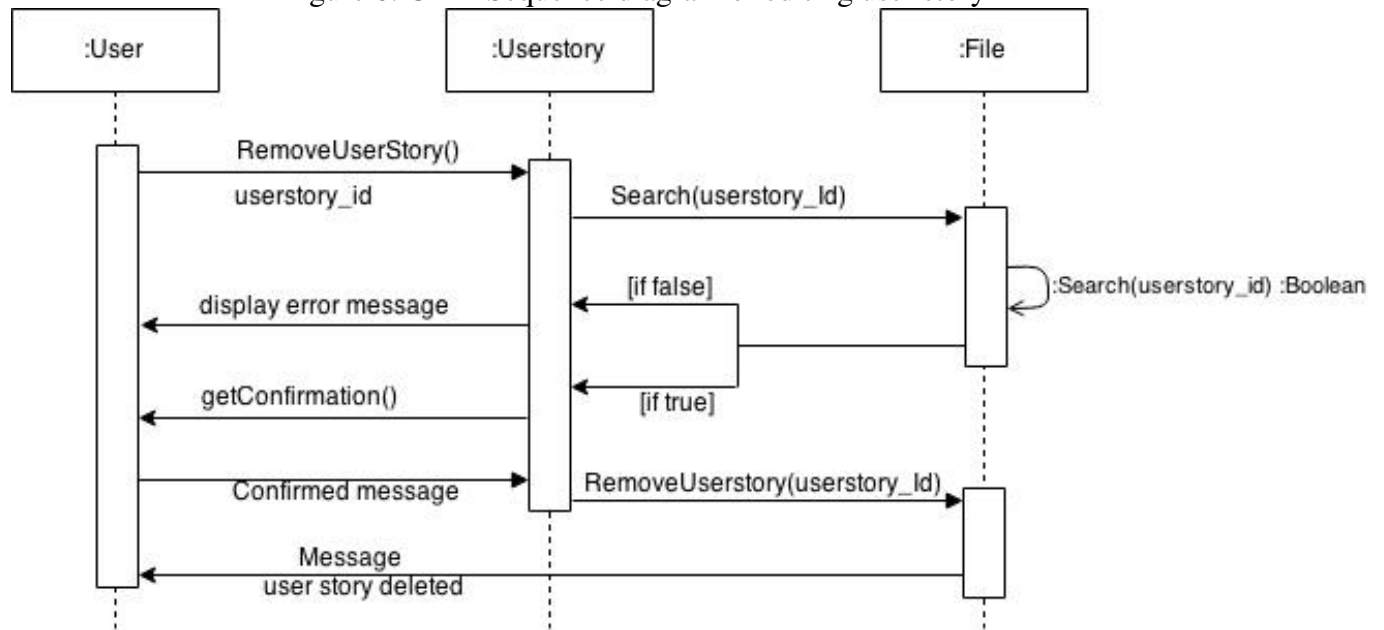 :User
:Userstory
:File
RemoveUserStory()
userstory_id
Search(userstory_Id)
:Search(userstory_id) :Boolean
[if false]
display error message
getConfirmation()
[if true]
Confirmed message
RemoveUserstory(userstory_Id)
Message
user story deleted